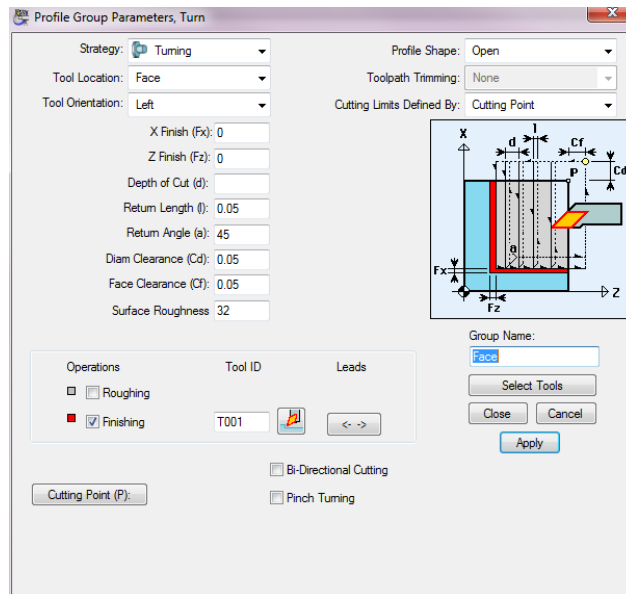 Profile Group Parameters, Turn
Strategy: Turning Profile Shape: Open
Tool Location: Face Toolpath Trimming: None
Tool Orientation: Left Cutting Limits Defined By: Cutting Point
X Finish (Fx): 0
Z Finish (Fz): 0
Depth of Cut (d):
Return Length (l): 0.05
Return Angle (a): 45
Diam Clearance (Cd): 0.05
Face Clearance (Cf): 0.05
Surface Roughness 32
X d l Cf
P Cd
a
Fx
Fz Z
Group Name:
Face
Operations Tool ID Leads
Select Tools
Roughing
Close Cancel
Finishing T001 <- ->
Apply
Bi-Directional Cutting
Cutting Point (P):
Pinch Turning